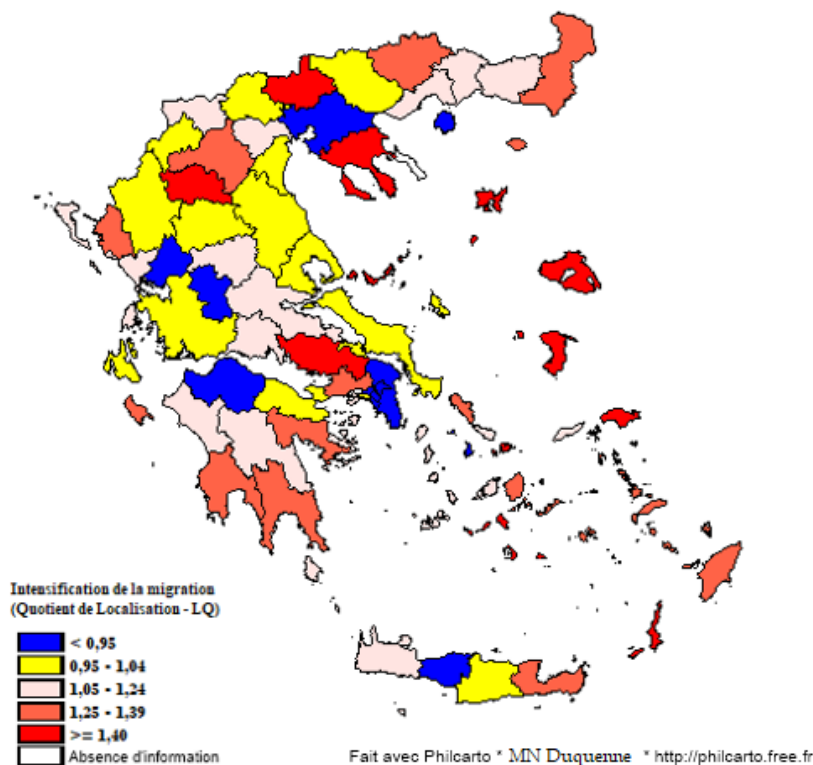 Intensification de la migration
(Quotient de Localisation - LQ)
< 0,95
0,95 - 1,04
1,05 - 1,24
1,25 - 1,39
>= 1,40
Absence d'information
Fait avec Philcarto * MN Duquenne * http://philcarto.free.fr